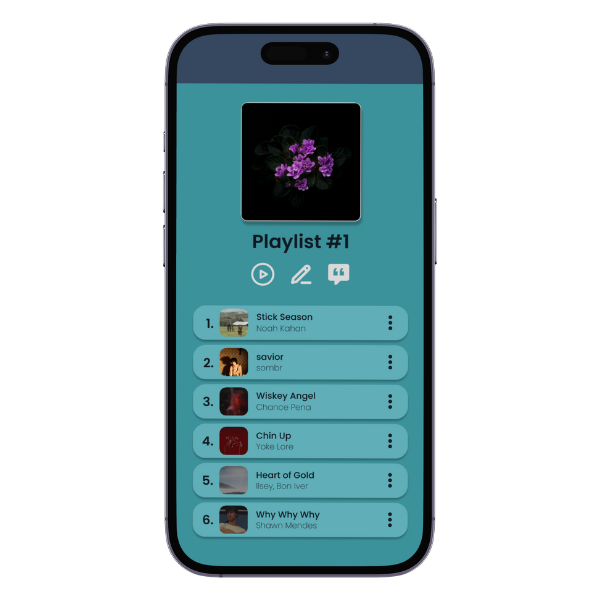 Playlist #1
1.
Stick Season
Noah Kahan
2.
savior
sombr
3.
Wiskey Angel
Chance Pena
4.
Chin Up
Yoke Lore
5.
Heart of Gold
Ilsey, Bon Iver
6.
Why Why Why
Shawn Mendes